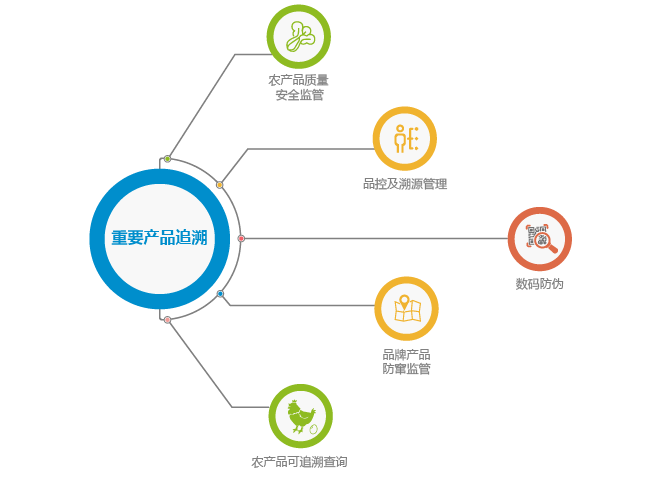 农产品质量
安全监管
品控及溯源管理
重要产品追溯
数码防伪
品牌产品
防窜监管
农产品可追溯查询